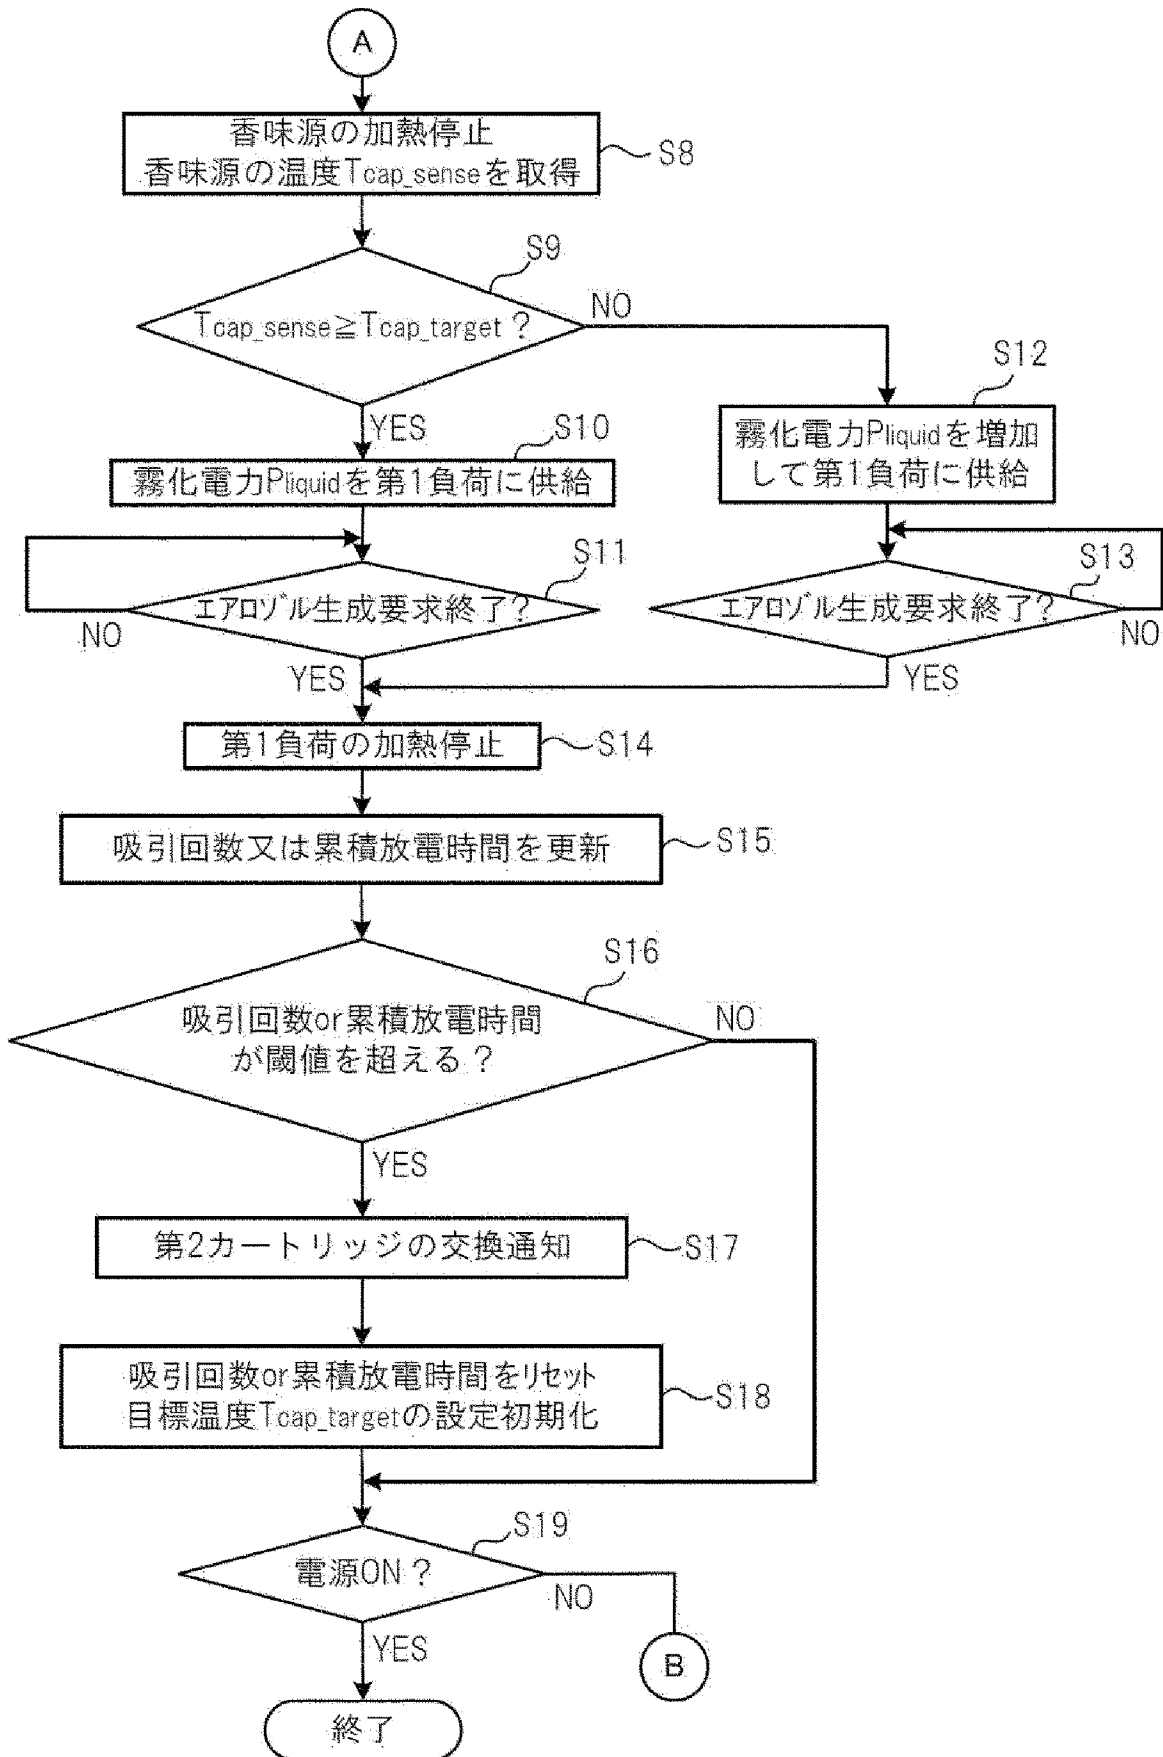 A
香味源の加熱停止
香味源の温度Tcap_senseを取得
S8
S9
Tcap_sense≧Tcap_target?
NO
YES
S10
霧化電力Pliquidを第1負荷に供給
S12
霧化電力Pliquidを増加
して第1負荷に供給
S11
エアロゾル生成要求終了?
NO
YES
S13
エアロゾル生成要求終了?
NO
YES
第1負荷の加熱停止
S14
吸引回数又は累積放電時間を更新
S15
S16
吸引回数or累積放電時間
が閾値を超える?
NO
YES
第2カートリッジの交換通知
S17
吸引回数or累積放電時間をリセット
目標温度Tcap_targetの設定初期化
S18
S19
電源ON?
NO
YES
B
終了